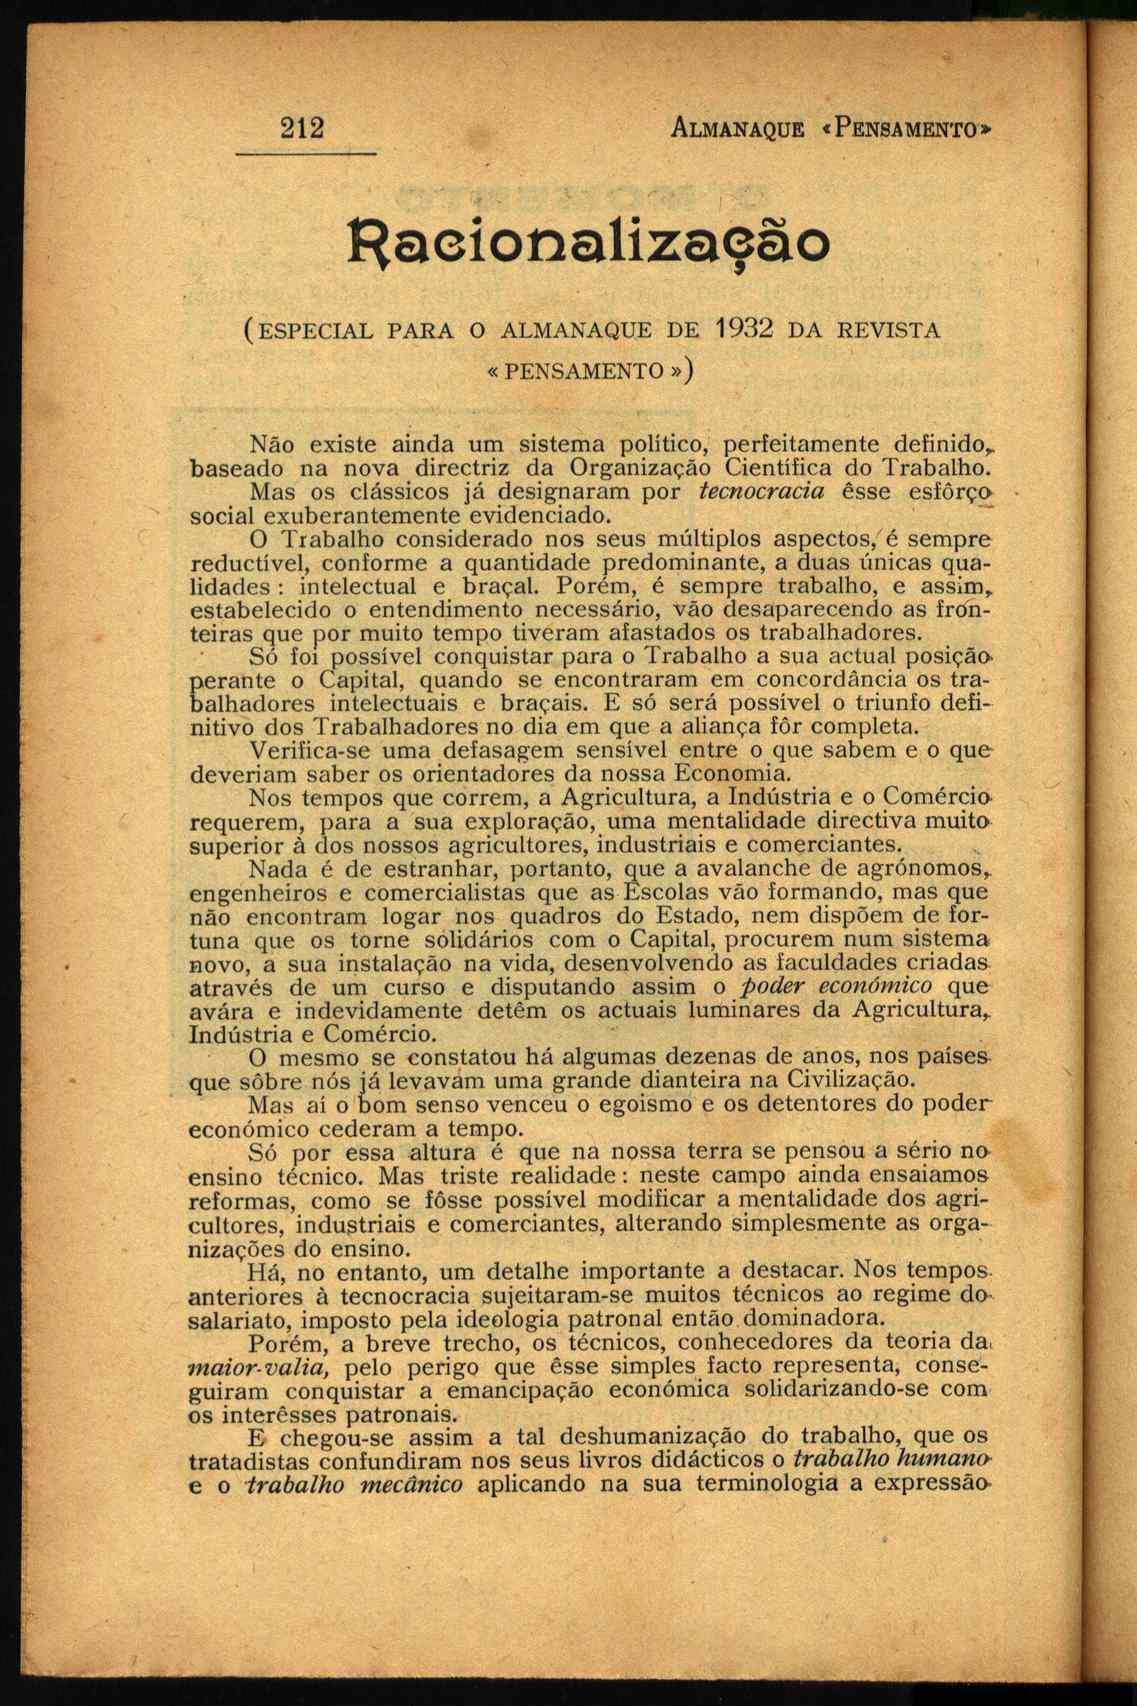 212
ALMANAQUE «PENSAMENTO»
Racionalização
(ESPECIAL PARA O ALMANAQUE DE 1932 DA REVISTA
«PENSAMENTO»)
Não existe ainda um sistema político, perfeitamente definido,
baseado na nova directriz da Organização Científica do Trabalho.
Mas os clássicos já designaram por tecnocracia êsse esfôrço
social exuberantemente evidenciado.
O Trabalho considerado nos seus múltiplos aspectos, é sempre
reductível, conforme a quantidade predominante, a duas únicas qua-
lidades: intelectual e braçal. Porém, é sempre trabalho, e assim,
estabelecido o entendimento necessário, vão desaparecendo as fron-
teiras que por muito tempo tiveram afastados os trabalhadores.
Só foi possível conquistar para o Trabalho a sua actual posição
perante o Capital, quando se encontraram em concordância os tra-
balhadores intelectuais e braçais. E só será possível o triunfo defi-
nitivo dos Trabalhadores no dia em que a aliança fôr completa.
Verifica-se uma defasagem sensível entre o que sabem e o que
deveriam saber os orientadores da nossa Economia.
Nos tempos que correm, a Agricultura, a Indústria e o Comércio
requerem, para a sua exploração, uma mentalidade directiva muito
superior à dos nossos agricultores, industriais e comerciantes.
Nada é de estranhar, portanto, que a avalanche de agrónomos,
engenheiros e comercialistas que as Escolas vão formando, mas que
não encontram logar nos quadros do Estado, nem dispõem de for-
tuna que os torne solidários com o Capital, procurem num sistema
novo, a sua instalação na vida, desenvolvendo as faculdades criadas
através de um curso e disputando assim o poder económico que
avára e indevidamente detêm os actuais luminares da Agricultura,
Indústria e Comércio.
O mesmo se constatou há algumas dezenas de anos, nos países
que sôbre nós já levavam uma grande dianteira na Civilização.
Mas aí o bom senso venceu o egoismo e os detentores do poder
económico cederam a tempo.
Só por essa altura é que na nossa terra se pensou a sério no
ensino técnico. Mas triste realidade: neste campo ainda ensaiamos
reformas, como se fôsse possível modificar a mentalidade dos agri-
cultores, industriais e comerciantes, alterando simplesmente as orga-
nizações do ensino.
Há, no entanto, um detalhe importante a destacar. Nos tempos
anteriores à tecnocracia sujeitaram-se muitos técnicos ao regime do
salariato, imposto pela ideologia patronal então dominadora.
Porém, a breve trecho, os técnicos, conhecedores da teoria da
maior-valia, pelo perigo que êsse simples facto representa, conse-
guiram conquistar a emancipação económica solidarizando-se com
os interêsses patronais.
E chegou-se assim a tal deshumanização do trabalho, que os
tratadistas confundiram nos seus livros didácticos o trabalho humano
e o trabalho mecânico aplicando na sua terminologia a expressão